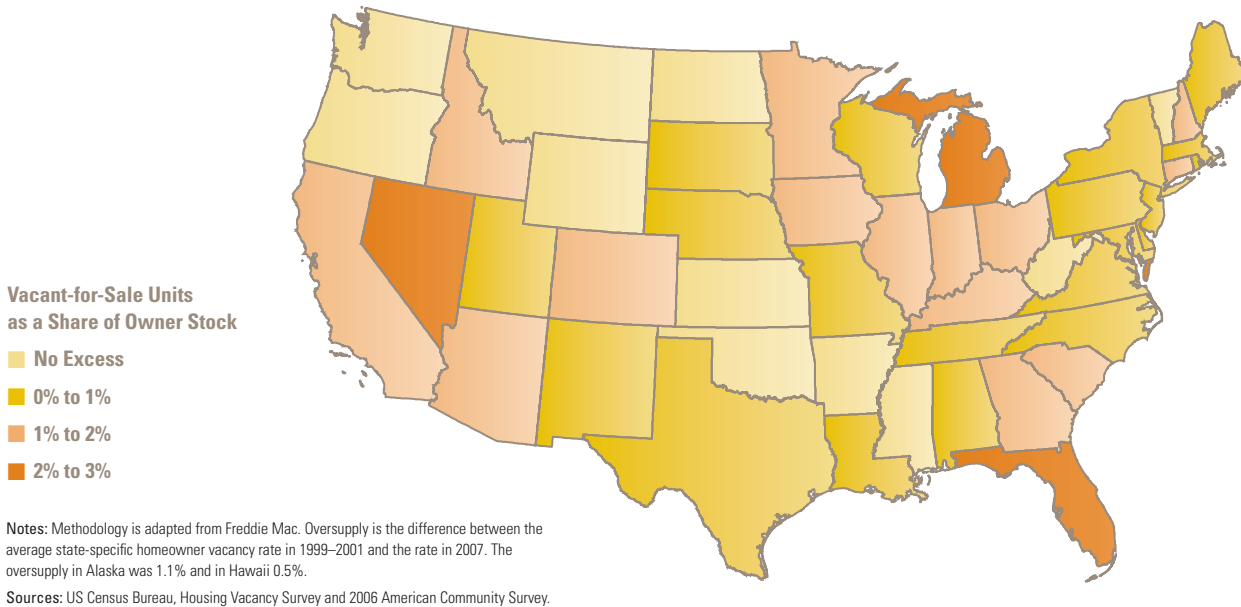 Vacant-for-Sale Units
as a Share of Owner Stock
No Excess
0% to 1%
1% to 2%
2% to 3%
Notes: Methodology is adapted from Freddie Mac. Oversupply is the difference between the
average state-specific homeowner vacancy rate in 1999–2001 and the rate in 2007. The
oversupply in Alaska was 1.1% and in Hawaii 0.5%.
Sources: US Census Bureau, Housing Vacancy Survey and 2006 American Community Survey.